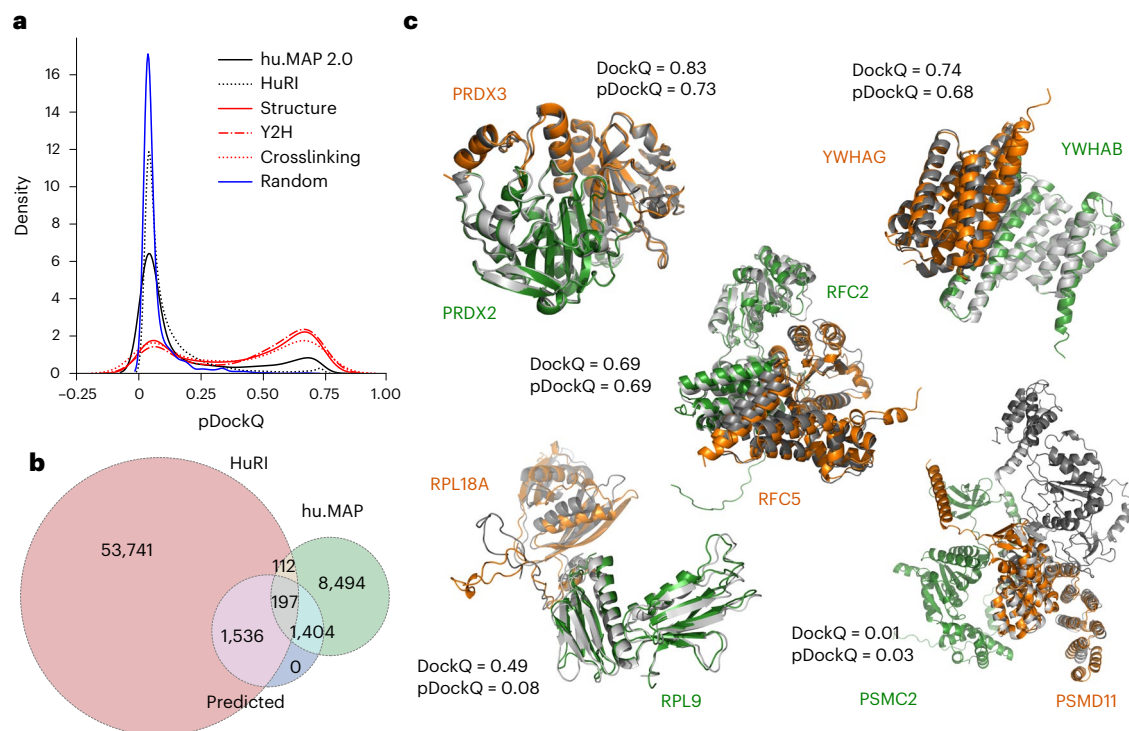 a
16
14
12
10
8
6
4
2
0
Density
−0.25
0
0.25
0.50
0.75
1.00
pDockQ
hu.MAP 2.0
HuRI
Structure
Y2H
Crosslinking
Random
b
HuRI
hu.MAP
53,741
112
8,494
197
1,536
1,404
0
Predicted
c
DockQ = 0.83
pDockQ = 0.73
PRDX3
PRDX2
DockQ = 0.74
pDockQ = 0.68
YWHAG
YWHAB
RFC2
DockQ = 0.69
pDockQ = 0.69
RFC5
RPL18A
DockQ = 0.49
pDockQ = 0.08
RPL9
DockQ = 0.01
pDockQ = 0.03
PSMC2
PSMD11